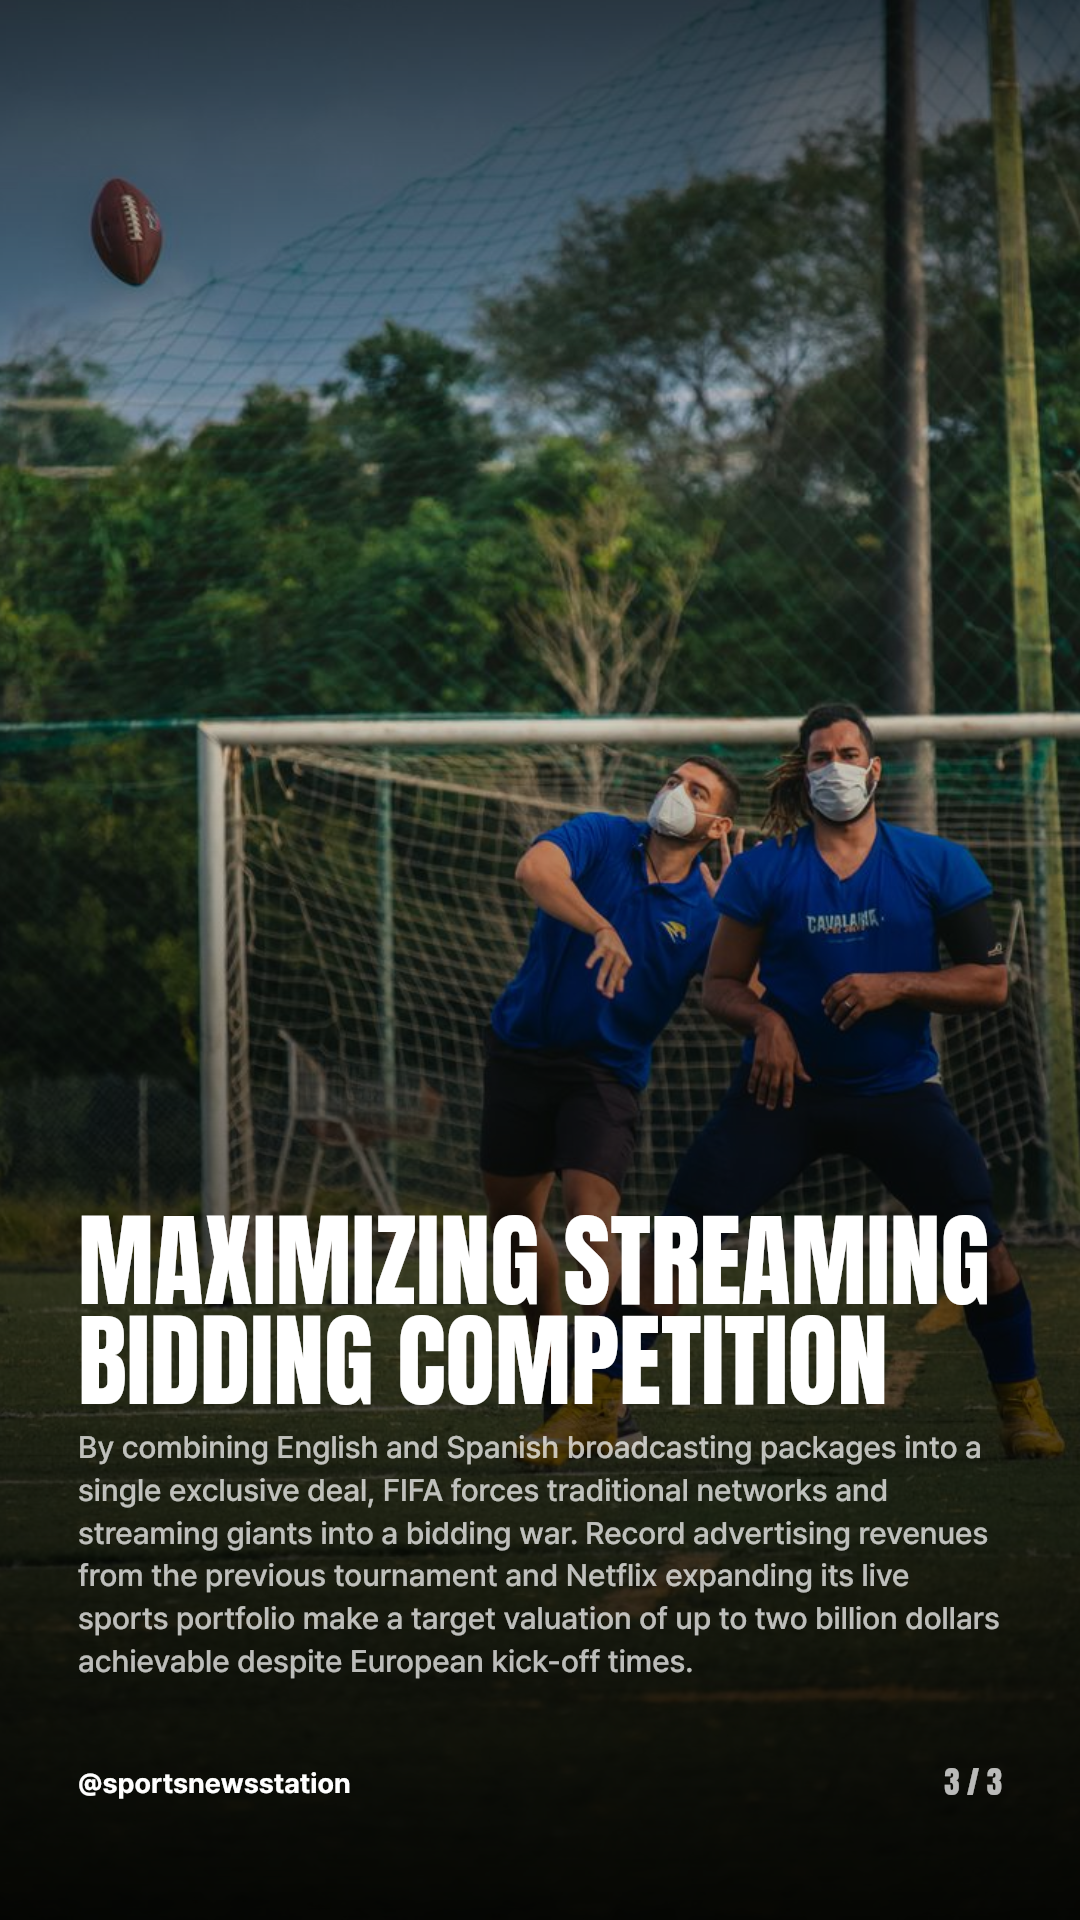 CAVALARIA
MAXIMIZING STREAMING
BIDDING COMPETITION
By combining English and Spanish broadcasting packages into a
single exclusive deal, FIFA forces traditional networks and
streaming giants into a bidding war. Record advertising revenues
from the previous tournament and Netflix expanding its live
sports portfolio make a target valuation of up to two billion dollars
achievable despite European kick-off times.
@sportsnewsstation
3 / 3